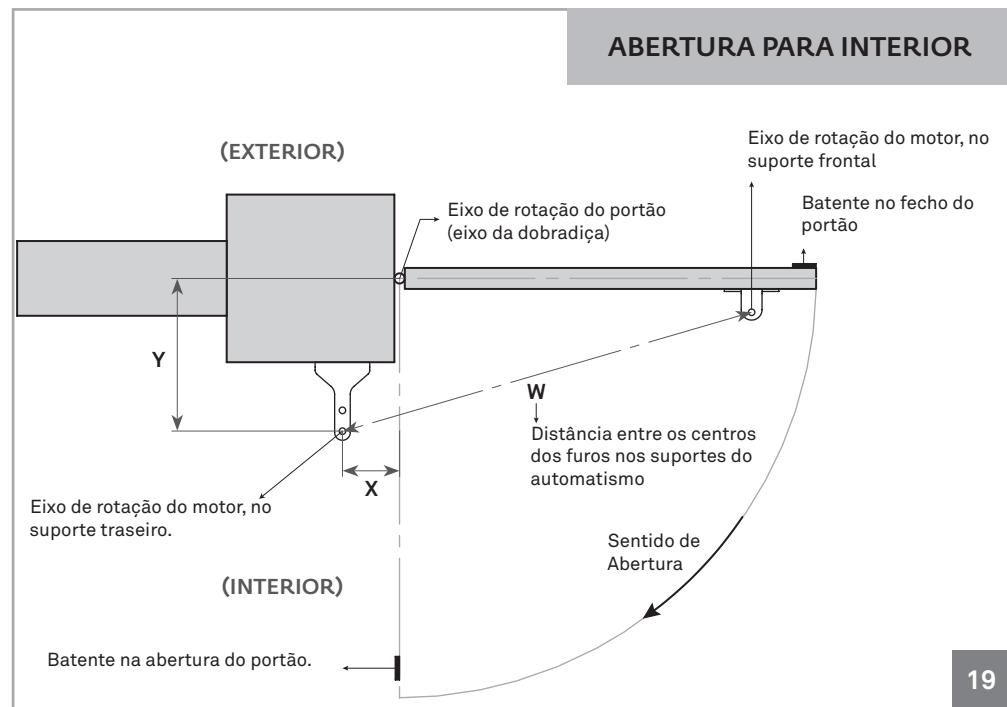 ABERTURA PARA INTERIOR
(EXTERIOR)
Eixo de rotação do motor, no
suporte frontal
Batente no fecho do
portão
Eixo de rotação do portão
(eixo da dobradiça)
Y
W
Distância entre os centros
dos furos nos suportes do
automatismo
X
Eixo de rotação do motor, no
suporte traseiro.
Sentido de
Abertura
(INTERIOR)
Batente na abertura do portão.
19